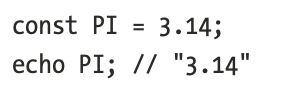 const PI = 3.14;
echo PI; // "3.14"